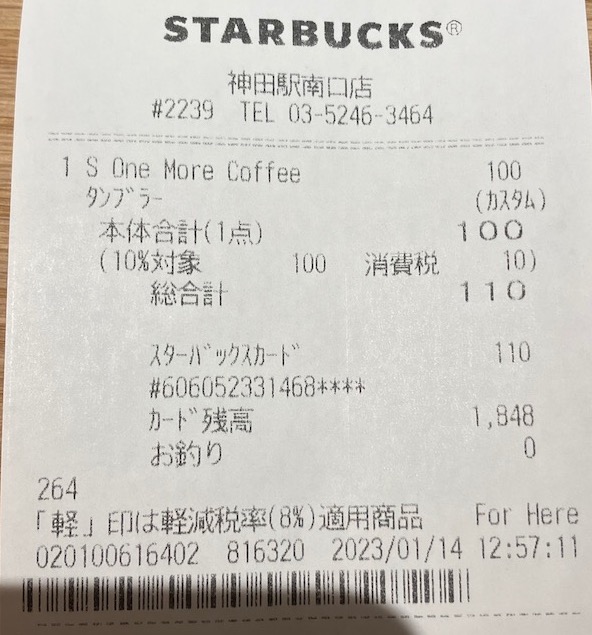 STARBUCKS®
神田駅南口店
#2239 TEL 03-5246-3464
1 S One More Coffee 100
タンブラー (カスタム)
本体合計(1点) 100
(10%対象 100 消費税 10)
総合計 110
スターバックスカード 110
#606052331468****
カード残高 1,848
お釣り 0
264
「軽」印は軽減税率(8%)適用商品 For Here
020100616402 816320 2023/01/14 12:57:11